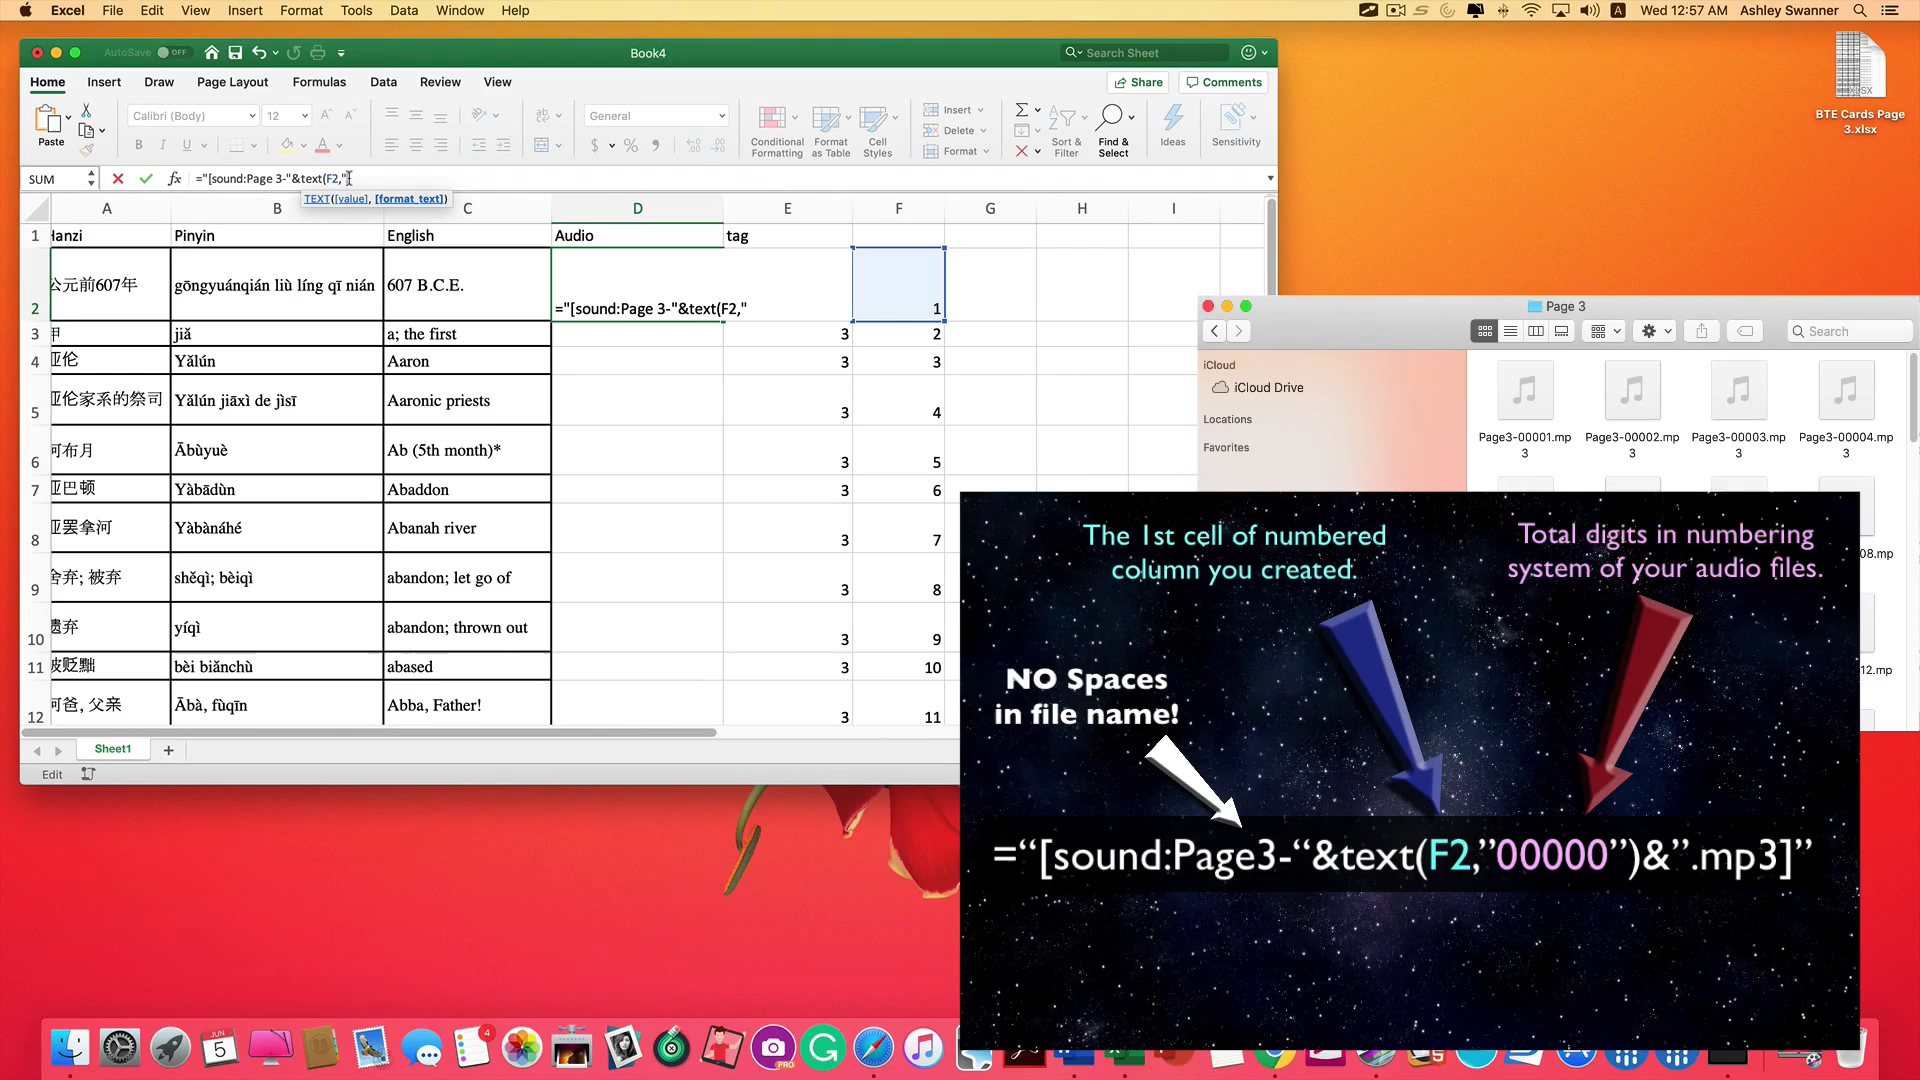 Excel File Edit View Insert Format Tools Data Window Help
Wed 12:57 AM Ashley Swanner
AutoSave OFF
Book4
Search Sheet
Home Insert Draw Page Layout Formulas Data Review View
Share Comments
Paste
Calibri (Body) 12
General
Conditional Formatting
Format as Table
Cell Styles
Insert
Delete
Format
Sort & Filter
Find & Select
Ideas
Sensitivity
BTE Cards Page 3.xlsx
SUM
="[sound:Page 3-"&text(F2,"
TEXT([value], [format_text])
A B C D E F G H I
1 Hanzi Pinyin English Audio tag
2 公元前607年 gōngyuánqián liù líng qī nián 607 B.C.E. ="[sound:Page 3-"&text(F2," 1
3 甲 jiǎ a; the first 3 2
4 亚伦 Yǎlún Aaron 3 3
5 亚伦家系的祭司 Yǎlún jiāxì de jìsī Aaronic priests 3 4
6 阿布月 Ābùyuè Ab (5th month)* 3 5
7 亚巴顿 Yàbādùn Abaddon 3 6
8 亚罢拿河 Yàbànáhé Abanah river 3 7
9 舍弃; 被弃 shěqì; bèiqì abandon; let go of 3 8
10 遗弃 yíqì abandon; thrown out 3 9
11 被贬黜 bèi biǎnchù abased 3 10
12 阿爸, 父亲 Ābà, fùqīn Abba, Father! 3 11
Sheet1
Edit
Page 3
Search
iCloud
iCloud Drive
Locations
Favorites
Page3-00001.mp3 Page3-00002.mp3 Page3-00003.mp3 Page3-00004.mp3
08.mp
12.mp
The 1st cell of numbered
column you created.
Total digits in numbering
system of your audio files.
NO Spaces
in file name!
=“[sound:Page3-“&text(F2,”00000”)&”.mp3]”
JUN
5
4
PRO